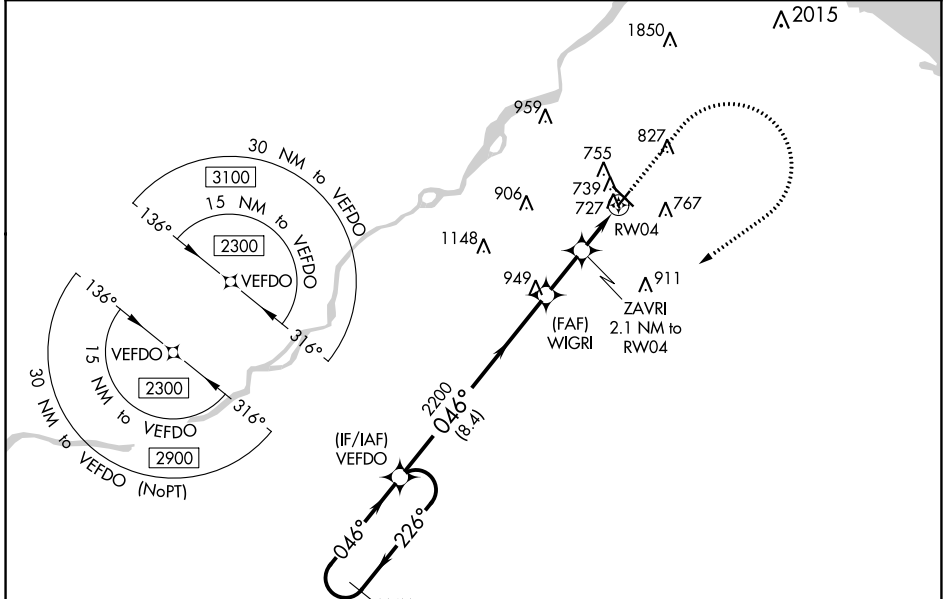 2015
1850
959
827
755
739
727
767
RW04
906
1148
949
911
ZAVRI
2.1 NM to
RW04
(FAF)
WIGRI
30 NM to VEFDO
3100
15 NM to VEFDO
2300
136°
VEFDO
316°
136°
VEFDO
2300
15 NM to VEFDO
316°
2900
30 NM to VEFDO (NoPT)
2200
046°
(8.4)
(IF/IAF)
VEFDO
046°
226°